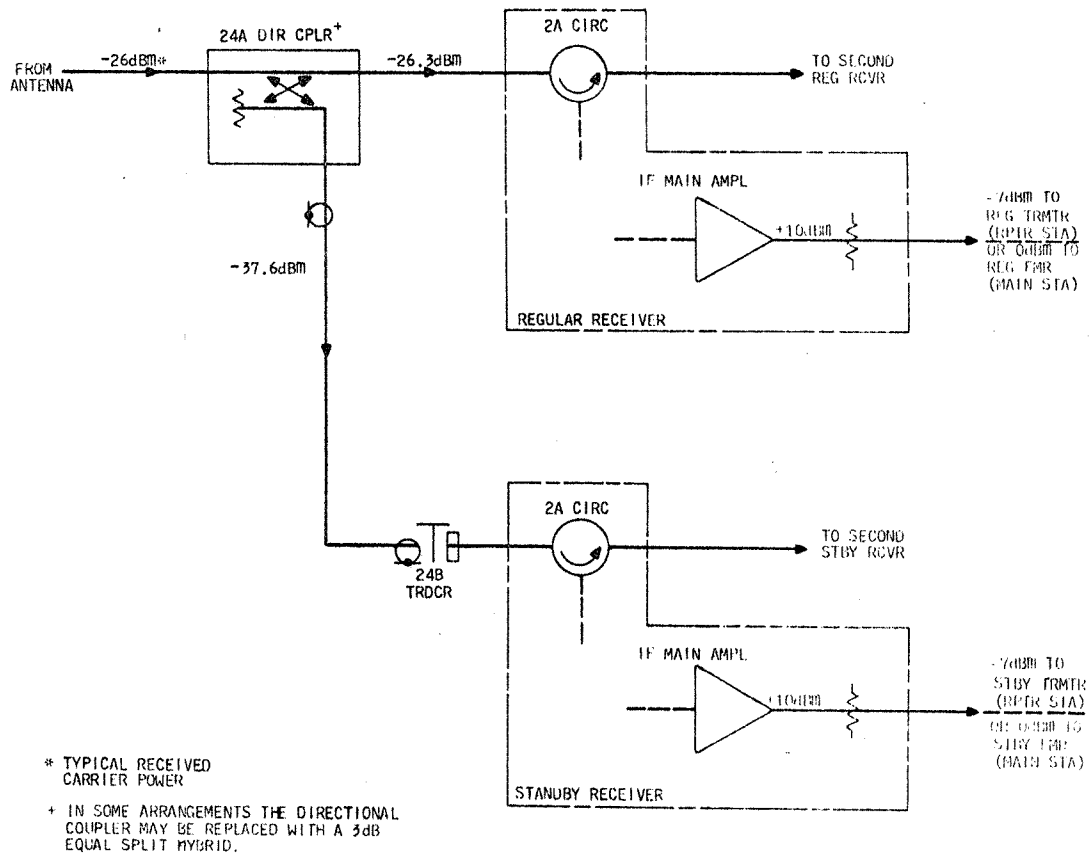 24A DIR CPLR+
-26dBm*
-26.3dBm
FROM
ANTENNA
2A CIRC
TO SECOND
REG RCVR
IF MAIN AMPL
+10dBm
-7dBm TO
REG TRMTR
(RPTR STA)
OR 0dBm TO
REG FMR
(MAIN STA)
REGULAR RECEIVER
-37.6dBm
2A CIRC
TO SECOND
STBY RCVR
24B
TRDCR
IF MAIN AMPL
+10dBm
-7dBm TO
STBY TRMTR
(RPTR STA)
OR 0dBm TO
STBY FMR
(MAIN STA)
STANDBY RECEIVER
* TYPICAL RECEIVED
CARRIER POWER
+ IN SOME ARRANGEMENTS THE DIRECTIONAL
COUPLER MAY BE REPLACED WITH A 3dB
EQUAL SPLIT HYBRID.